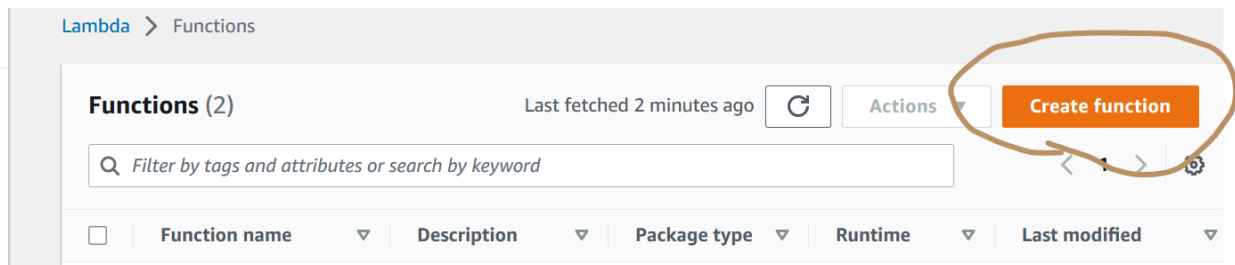 Lambda > Functions
Functions (2) Last fetched 2 minutes ago Actions Create function
Filter by tags and attributes or search by keyword
1
Function name Description Package type Runtime Last modified